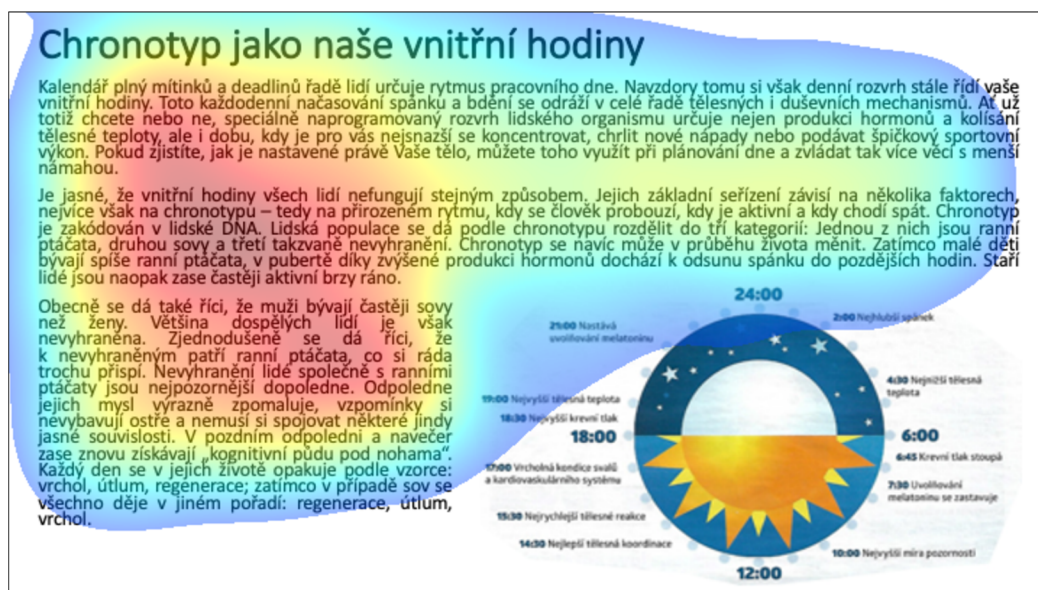 Chronotyp jako naše vnitřní hodiny
Kalendář plný mítinků a deadlinů řadě lidí určuje rytmus pracovního dne. Navzdory tomu si však denní rozvrh stále řídí vaše
vnitřní hodiny. Toto každodenní načasování spánku a bdění se odráží v celé řadě tělesných i duševních mechanismů. Ať už
totiž chcete nebo ne, speciálně naprogramovaný rozvrh lidského organismu určuje nejen produkci hormonů a kolísání
tělesné teploty, ale i dobu, kdy je pro vás nejsnazší se koncentrovat, chrlit nové nápady nebo podávat špičkový sportovní
výkon. Pokud zjistíte, jak je nastavené právě Vaše tělo, můžete toho využít při plánování dne a zvládat tak více věcí s menší
námahou.
Je jasné, že vnitřní hodiny všech lidí nefungují stejným způsobem. Jejich základní seřízení závisí na několika faktorech,
nejvíce však na chronotypu – tedy na přirozeném rytmu, kdy se člověk probouzí, kdy je aktivní a kdy chodí spát. Chronotyp
je zakódován v lidské DNA. Lidská populace se dá podle chronotypu rozdělit do tří kategorií: Jednou z nich jsou ranní
ptáčata, druhou sovy a třetí takzvaně nevyhranění. Chronotyp se navíc může v průběhu života měnit. Zatímco malé děti
bývají spíše ranní ptáčata, v pubertě díky zvýšené produkci hormonů dochází k odsunu spánku do pozdějších hodin. Staří
lidé jsou naopak zase častěji aktivní brzy ráno.
Obecně se dá také říci, že muži bývají častěji sovy
než ženy. Většina dospělých lidí je však
nevyhraněna. Zjednodušeně se dá říci, že
k nevyhraněným patří ranní ptáčata, co si ráda
trochu přispí. Nevyhranění lidé společně s ranními
ptáčaty jsou nejpozornější dopoledne. Odpoledne
jejich mysl výrazně zpomaluje, vzpomínky si
nevybavují ostře a nemusí si spojovat některé jindy
jasné souvislosti. V pozdním odpoledni a navečer
zase znovu získávají „kognitivní půdu pod nohama“.
Každý den se v jejich životě opakuje podle vzorce:
vrchol, útlum, regenerace; zatímco v případě sov se
všechno děje v jiném pořadí: regenerace, útlum,
vrchol.
24:00
21:00 Nastává
uvolňování melatoninu
2:00 Nejhlubší spánek
4:30 Nejnižší tělesná
teplota
19:00 Nejvyšší tělesná teplota
18:30 Nejvyšší krevní tlak
18:00
6:00
6:45 Krevní tlak stoupá
17:00 Vrcholná kondice svalů
a kardiovaskulárního systému
7:30 Uvolňování
melatoninu se zastavuje
15:30 Nejrychlejší tělesné reakce
14:30 Nejlepší tělesná koordinace
10:00 Nejvyšší míra pozornosti
12:00